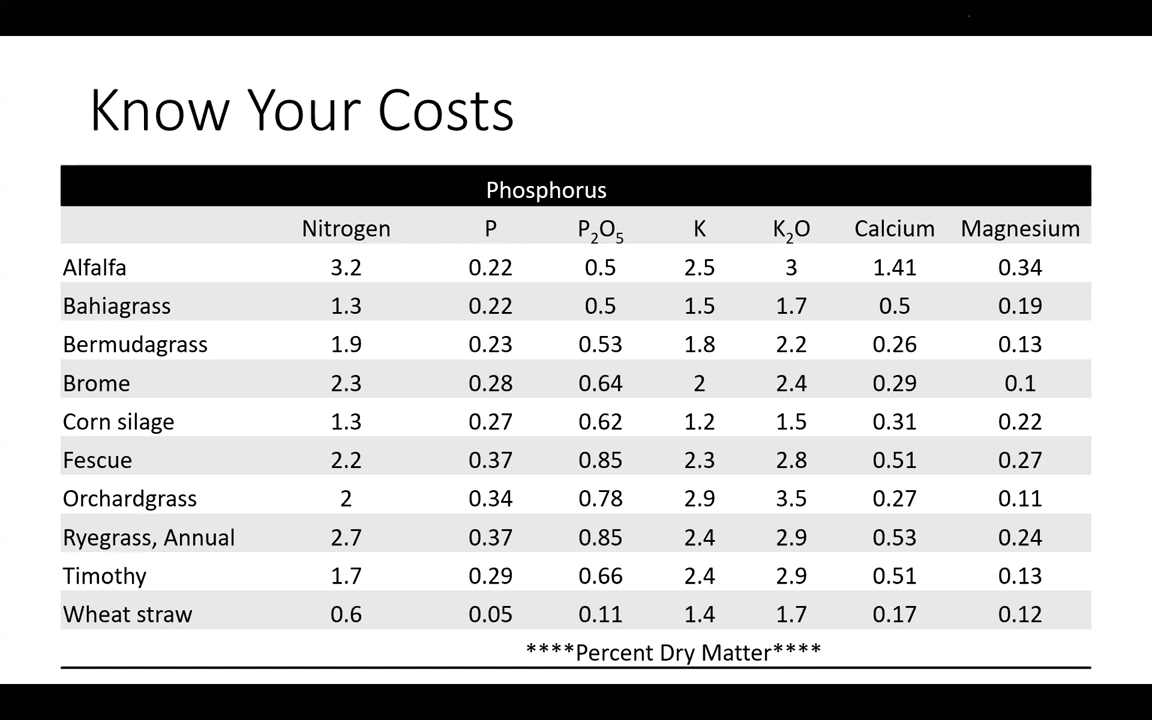 Know Your Costs
Phosphorus
Nitrogen P P₂O₅ K K₂O Calcium Magnesium
Alfalfa 3.2 0.22 0.5 2.5 3 1.41 0.34
Bahiagrass 1.3 0.22 0.5 1.5 1.7 0.5 0.19
Bermudagrass 1.9 0.23 0.53 1.8 2.2 0.26 0.13
Brome 2.3 0.28 0.64 2 2.4 0.29 0.1
Corn silage 1.3 0.27 0.62 1.2 1.5 0.31 0.22
Fescue 2.2 0.37 0.85 2.3 2.8 0.51 0.27
Orchardgrass 2 0.34 0.78 2.9 3.5 0.27 0.11
Ryegrass, Annual 2.7 0.37 0.85 2.4 2.9 0.53 0.24
Timothy 1.7 0.29 0.66 2.4 2.9 0.51 0.13
Wheat straw 0.6 0.05 0.11 1.4 1.7 0.17 0.12
****Percent Dry Matter****